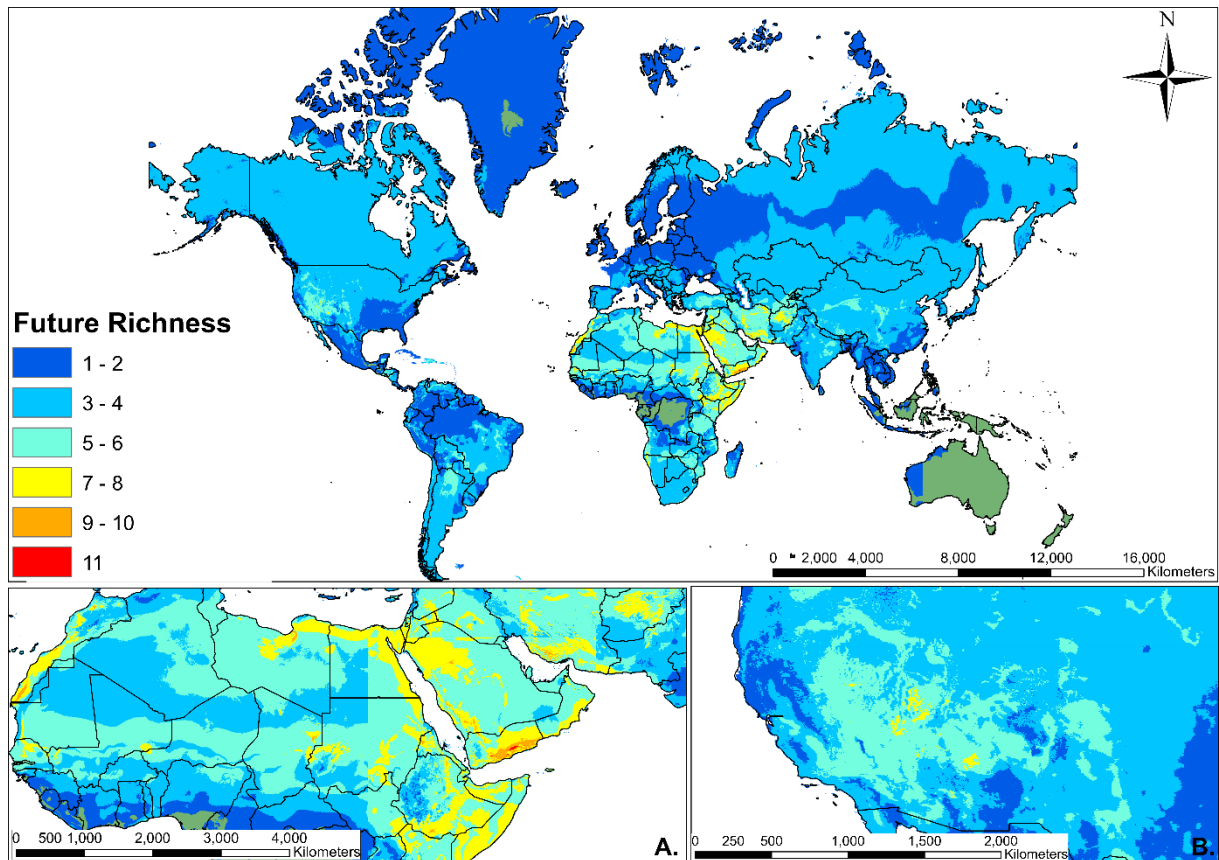 N
Future Richness
1 - 2
3 - 4
5 - 6
7 - 8
9 - 10
11
0 2,000 4,000 8,000 12,000 16,000
Kilometers
0 500 1,000 2,000 3,000 4,000
Kilometers
A.
0 250 500 1,000 1,500 2,000
Kilometers
B.